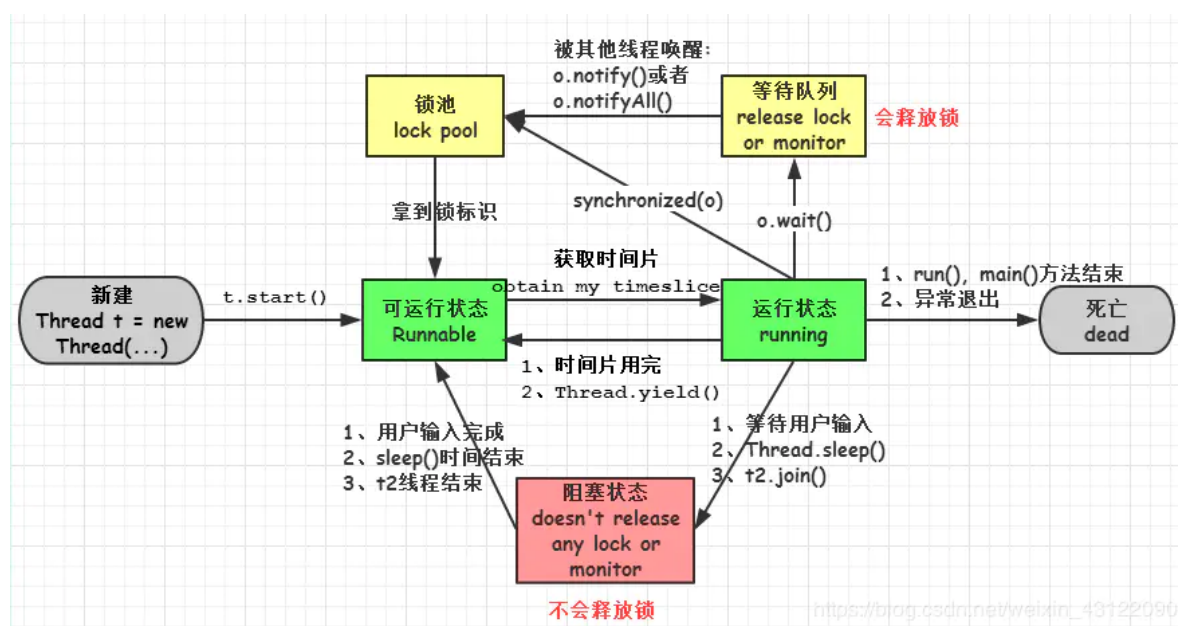 被其他线程唤醒:
o.notify()或者
o.notifyAll()
锁池
lock pool
等待队列
release lock
or monitor
会释放锁
synchronized(o)
o.wait()
拿到锁标识
获取时间片
obtain my timeslice
1、run(), main()方法结束
2、异常退出
新建
Thread t = new
Thread(...)
t.start()
可运行状态
Runnable
运行状态
running
死亡
dead
1、时间片用完
2、Thread.yield()
1、用户输入完成
2、sleep()时间结束
3、t2线程结束
1、等待用户输入
2、Thread.sleep()
3、t2.join()
阻塞状态
doesn't release
any lock or
monitor
不会释放锁
https://blog.csdn.net/weixin_43122090